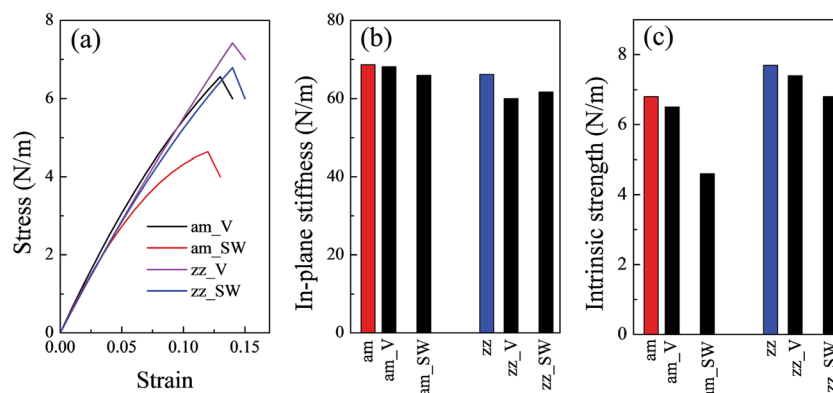 (a)
Stress (N/m)
8
6
4
2
0
am_V
am_SW
zz_V
zz_SW
0.00
0.05
0.10
0.15
Strain
(b)
In-plane stiffness (N/m)
80
60
40
20
0
am
am_V
am_SW
zz
zz_V
zz_SW
(c)
Intrinsic strength (N/m)
8
6
4
2
0
am
am_V
am_SW
zz
zz_V
zz_SW